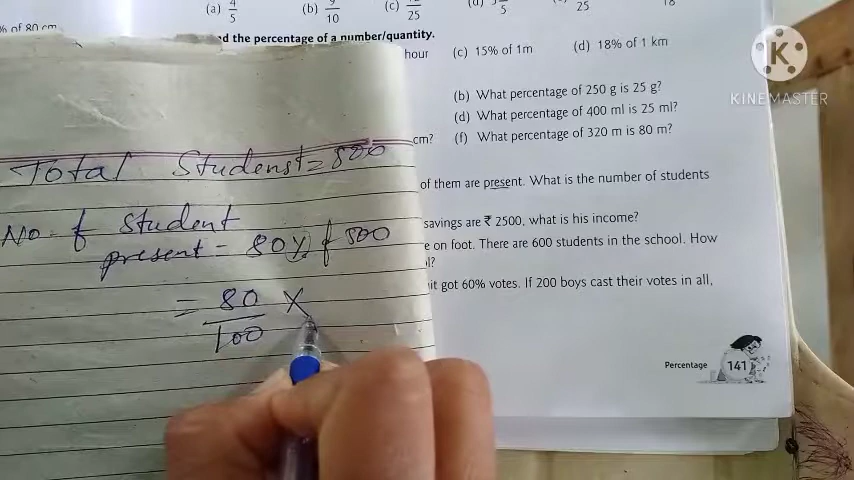 % of 80 cm
(a) 4/5 (b) 9/10 (c) /25 (d) /5 25 18
d the percentage of a number/quantity.
hour (c) 15% of 1m (d) 18% of 1 km
(b) What percentage of 250 g is 25 g?
(d) What percentage of 400 ml is 25 ml?
cm? (f) What percentage of 320 m is 80 m?
of them are present. What is the number of students
savings are ₹ 2500, what is his income?
e on foot. There are 600 students in the school. How
l?
it got 60% votes. If 200 boys cast their votes in all,
Percentage 141
Total Studenst = 500
No. of student
present = 80% of 500
= 80/100 ×
K
KINEMASTER